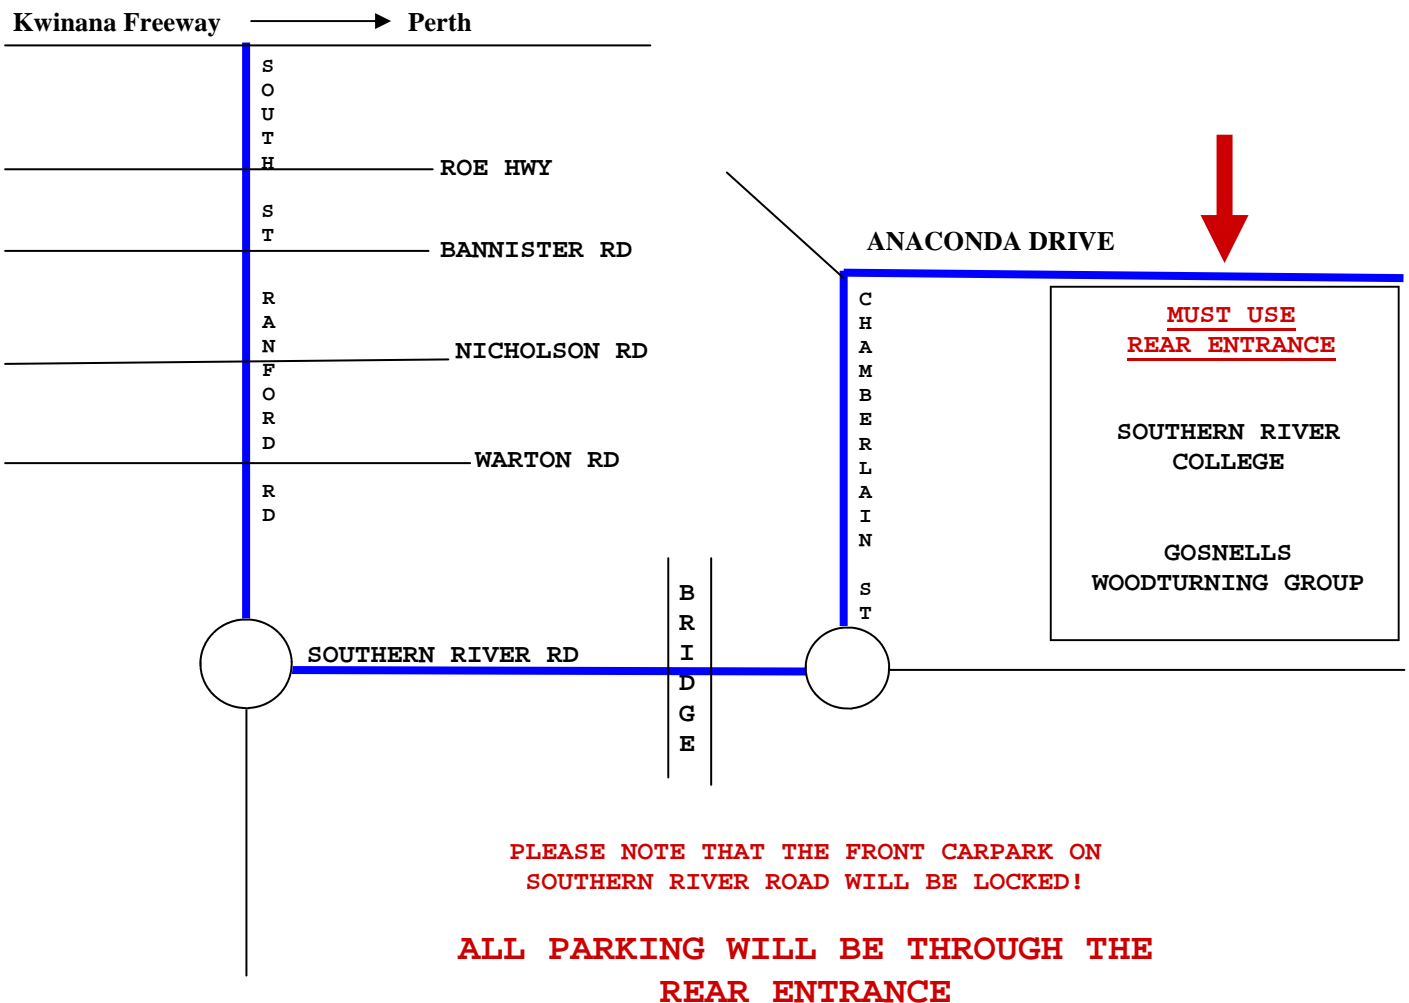 Kwinana Freeway
Perth
SOUTH ST
RANFORD RD
ROE HWY
BANNISTER RD
NICHOLSON RD
WARTON RD
SOUTHERN RIVER RD
BRIDGE
CHAMBERLAIN ST
ANACONDA DRIVE
MUST USE
REAR ENTRANCE
SOUTHERN RIVER
COLLEGE
GOSNELLS
WOODTURNING GROUP
PLEASE NOTE THAT THE FRONT CARPARK ON
SOUTHERN RIVER ROAD WILL BE LOCKED!
ALL PARKING WILL BE THROUGH THE
REAR ENTRANCE